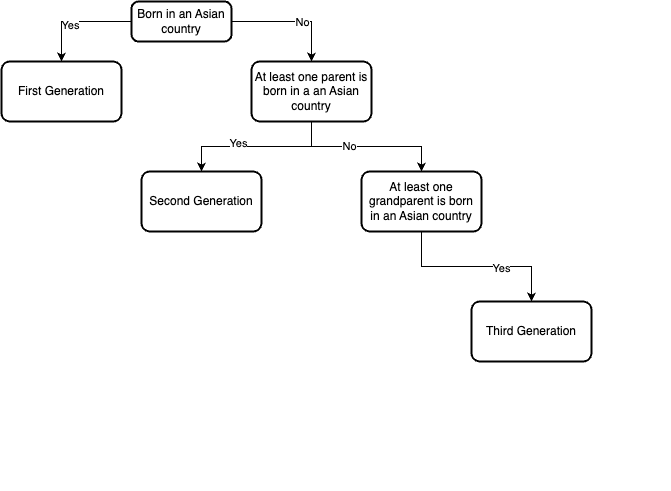 Born in an Asian
country
Yes
No
First Generation
At least one parent is
born in a an Asian
country
Yes
No
Second Generation
At least one
grandparent is born
in an Asian country
Yes
Third Generation